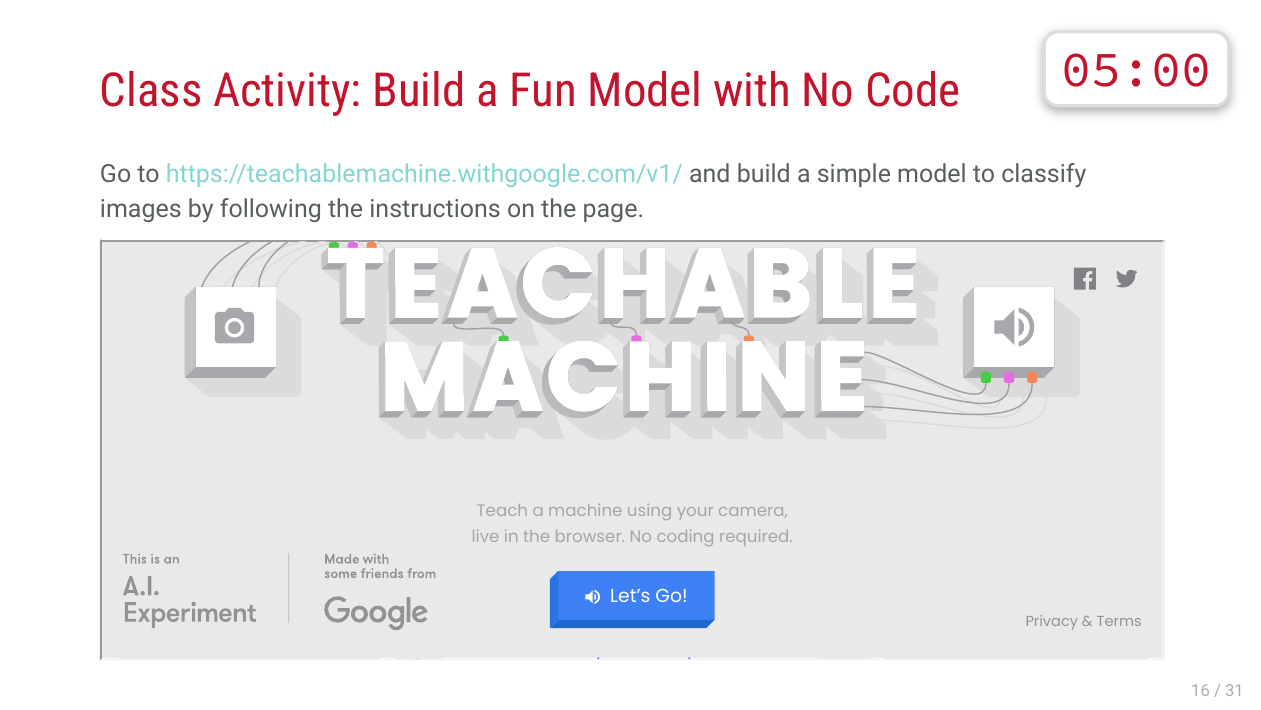 Class Activity: Build a Fun Model with No Code
05:00
Go to https://teachablemachine.withgoogle.com/v1/ and build a simple model to classify
images by following the instructions on the page.
TEACHABLE
MACHINE
Teach a machine using your camera,
live in the browser. No coding required.
This is an
A.I.
Experiment
Made with
some friends from
Google
Let's Go!
Privacy & Terms
16 / 31